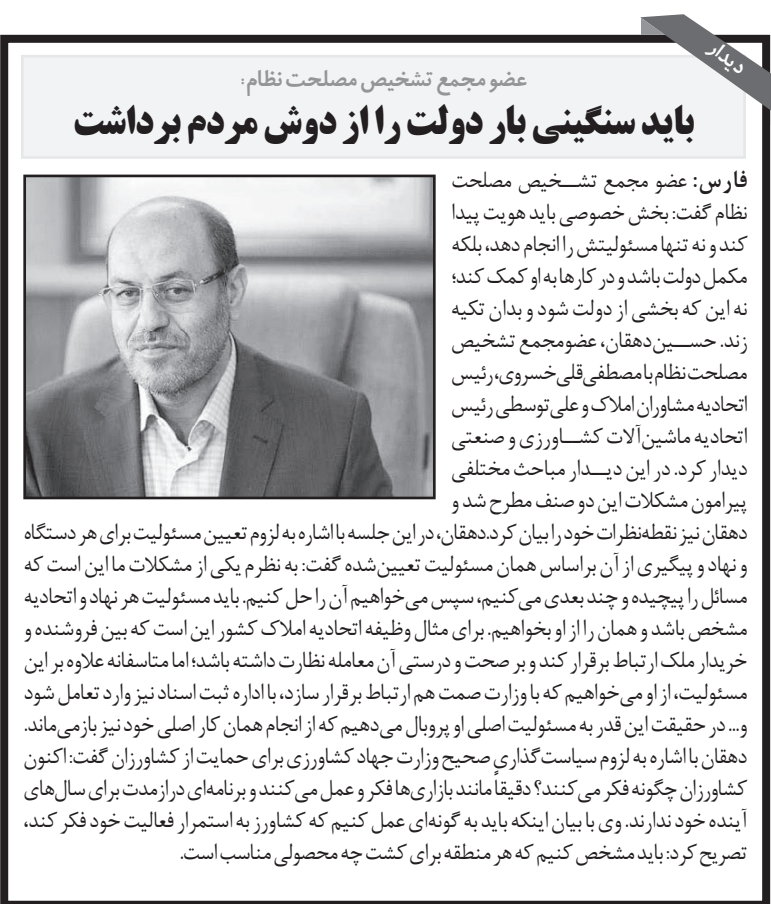 دیدار
عضو مجمع تشخیص مصلحت نظام:
باید سنگینی بار دولت را از دوش مردم برداشت
فارس: عضو مجمع تشخیص مصلحت
نظام گفت: بخش خصوصی باید هویت پیدا
کند و نه تنها مسئولیتش را انجام دهد، بلکه
مکمل دولت باشد و در کارها به او کمک کند؛
نه این که بخشی از دولت شود و بدان تکیه
زند. حسین‌دهقان، عضومجمع تشخیص
مصلحت نظام با مصطفی‌قلی خسروی، رئیس
اتحادیه مشاوران املاک و علی توسطی رئیس
اتحادیه ماشین‌آلات کشاورزی و صنعتی
دیدار کرد. در این دیدار مباحث مختلفی
پیرامون مشکلات این دو صنف مطرح شد و
دهقان نیز نقطه‌نظرات خود را بیان کرد.دهقان، در این جلسه با اشاره به لزوم تعیین مسئولیت برای هر دستگاه
و نهاد و پیگیری از آن براساس همان مسئولیت تعیین‌شده گفت: به نظرم یکی از مشکلات ما این است که
مسائل را پیچیده و چند بعدی می‌کنیم، سپس می‌خواهیم آن را حل کنیم. باید مسئولیت هر نهاد و اتحادیه
مشخص باشد و همان را از او بخواهیم. برای مثال وظیفه اتحادیه املاک کشور این است که بین فروشنده و
خریدار ملک ارتباط برقرار کند و بر صحت و درستی آن معامله نظارت داشته باشد؛ اما متاسفانه علاوه بر این
مسئولیت، از او می‌خواهیم که با وزارت صمت هم ارتباط برقرار سازد، با اداره ثبت اسناد نیز وارد تعامل شود
و... در حقیقت این قدر به مسئولیت اصلی او پروبال می‌دهیم که از انجام همان کار اصلی خود نیز بازمی‌ماند.
دهقان با اشاره به لزوم سیاست‌گذاری صحیح وزارت جهاد کشاورزی برای حمایت از کشاورزان گفت: اکنون
کشاورزان چگونه فکر می‌کنند؟ دقیقاً مانند بازاری‌ها فکر و عمل می‌کنند و برنامه‌ای درازمدت برای سال‌های
آینده خود ندارند. وی با بیان اینکه باید به گونه‌ای عمل کنیم که کشاورز به استمرار فعالیت خود فکر کند،
تصریح کرد: باید مشخص کنیم که هر منطقه برای کشت چه محصولی مناسب است.